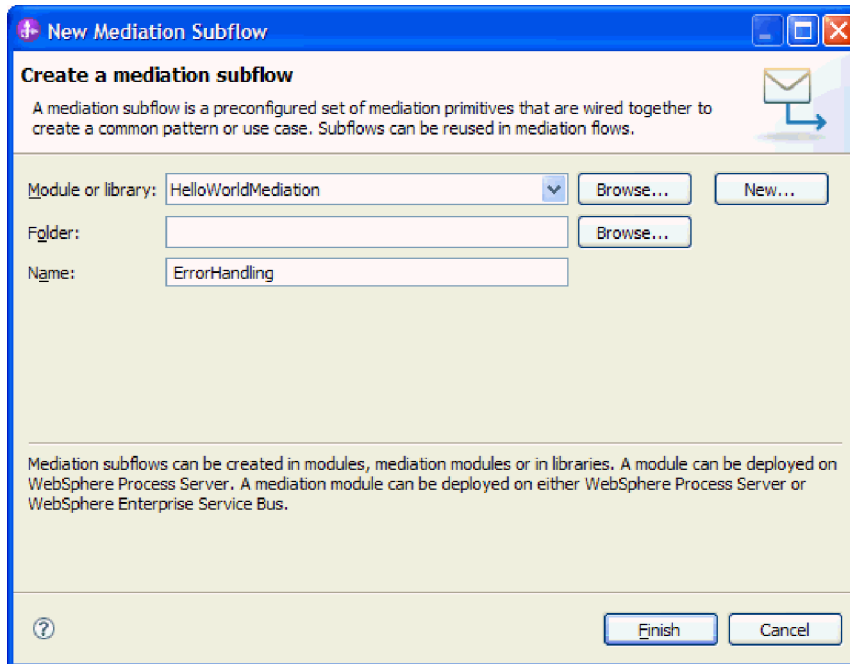 New Mediation Subflow
Create a mediation subflow
A mediation subflow is a preconfigured set of mediation primitives that are wired together to
create a common pattern or use case. Subflows can be reused in mediation flows.
Module or library: HelloWorldMediation Browse... New...
Folder: Browse...
Name: ErrorHandling
Mediation subflows can be created in modules, mediation modules or in libraries. A module can be deployed on
WebSphere Process Server. A mediation module can be deployed on either WebSphere Process Server or
WebSphere Enterprise Service Bus.
? Finish Cancel